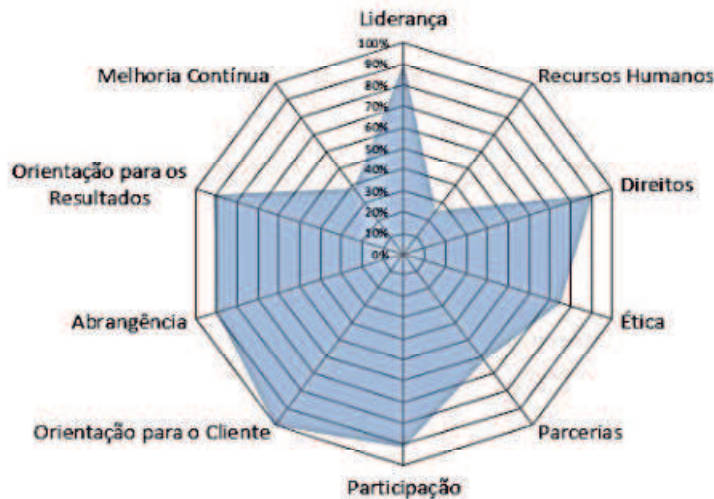 Liderança
100%
90%
80%
70%
60%
50%
40%
30%
20%
10%
0%
Recursos Humanos
Direitos
Ética
Parcerias
Participação
Orientação para o Cliente
Abrangência
Orientação para os
Resultados
Melhoria Contínua